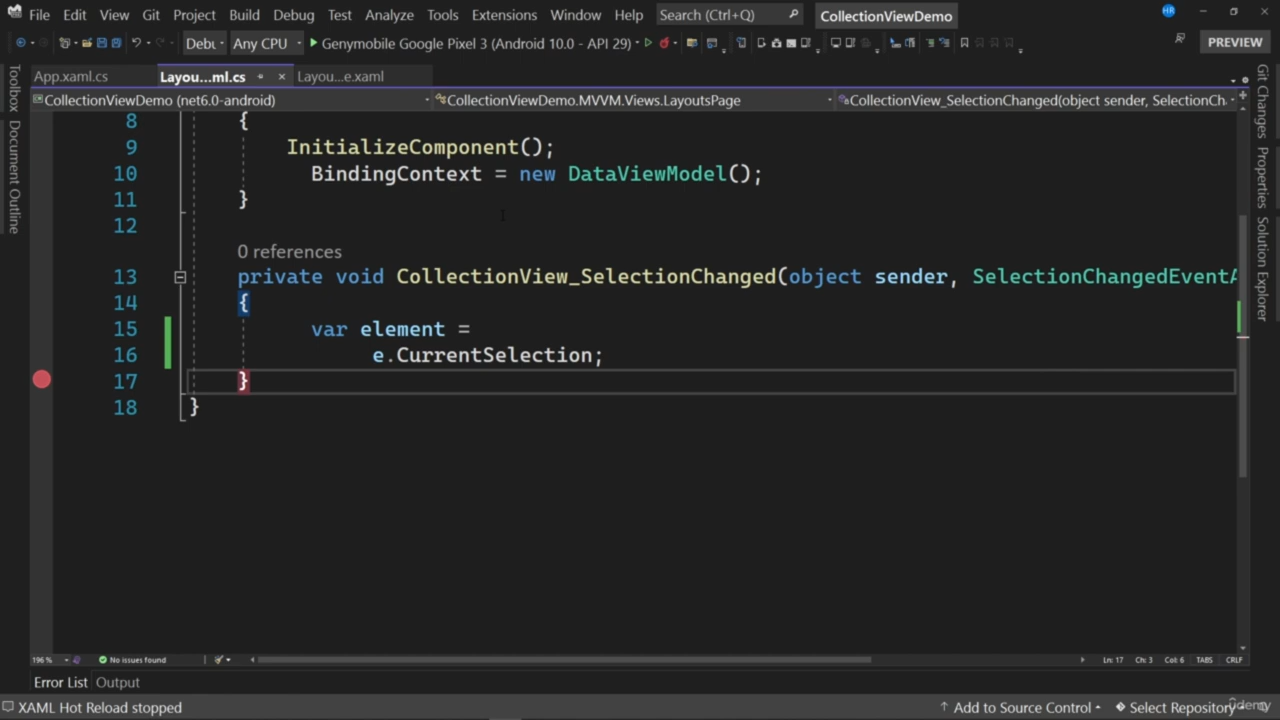 File Edit View Git Project Build Debug Test Analyze Tools Extensions Window Help Search (Ctrl+Q) CollectionViewDemo HR
Debu Any CPU Genymobile Google Pixel 3 (Android 10.0 - API 29) PREVIEW
App.xaml.cs Layou...ml.cs Layou...e.xaml
CollectionViewDemo (net6.0-android) CollectionViewDemo.MVVM.Views.LayoutsPage CollectionView_SelectionChanged(object sender, SelectionCh
Toolbox
Document Outline
Git Changes
Properties
Solution Explorer
8 {
9 InitializeComponent();
10 BindingContext = new DataViewModel();
11 }
12
0 references
13 private void CollectionView_SelectionChanged(object sender, SelectionChangedEventA
14 {
15 var element =
16 e.CurrentSelection;
17 }
18 }
196 % No issues found Ln: 17 Ch: 3 Col: 6 TABS CRLF
Error List Output
XAML Hot Reload stopped Add to Source Control Select Repository
Udemy